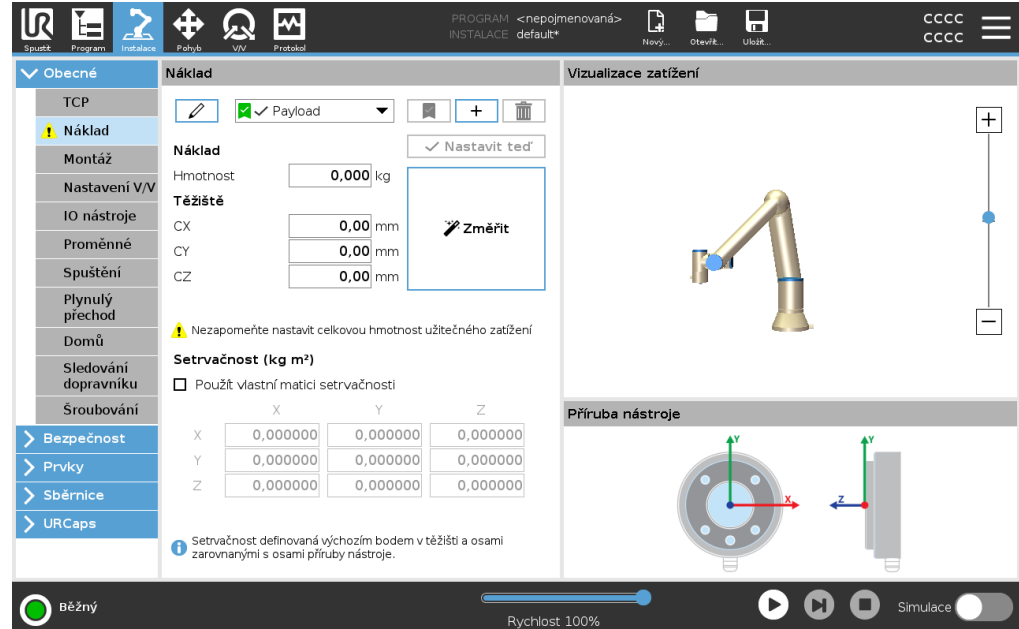 PROGRAM <nepojmenovaná>
INSTALACE default*
CCCC
CCCC
Spustit Program Instalace Pohyb V/V Protokol Nový... Otevřít... Uložit...
Obecné
TCP
Náklad
Montáž
Nastavení V/V
IO nástroje
Proměnné
Spuštění
Plynulý
přechod
Domů
Sledování
dopravníku
Šroubování
Bezpečnost
Prvky
Sběrnice
URCaps
Náklad
Payload
Nastavit teď
Náklad
Hmotnost 0,000 kg
Těžiště
CX 0,00 mm
CY 0,00 mm
CZ 0,00 mm
Změřit
Nezapomeňte nastavit celkovou hmotnost užitečného zatížení
Setrvačnost (kg m²)
Použít vlastní matici setrvačnosti
X Y Z
X 0,000000 0,000000 0,000000
Y 0,000000 0,000000 0,000000
Z 0,000000 0,000000 0,000000
Setrvačnost definovaná výchozím bodem v těžišti a osami
zarovnanými s osami příruby nástroje.
Vizualizace zatížení
Příruba nástroje
Y
X
Y
Z
Běžný
Rychlost 100%
Simulace